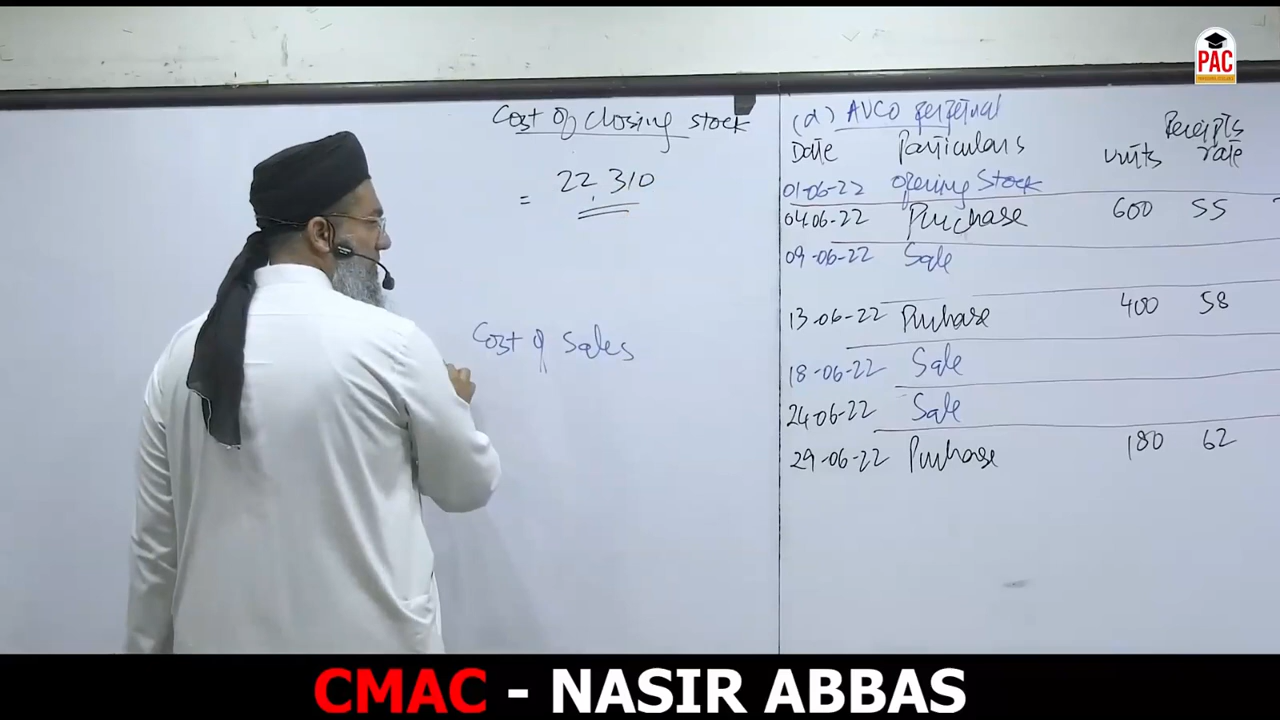 PAC
Cost of closing stock
= 22,310
Cost of Sales
(d) AVCO perpetual
Receipts
Date Particulars units rate
01-06-22 opening Stock
04-06-22 Purchase 600 55
09-06-22 Sale
13-06-22 Purchase 400 58
18-06-22 Sale
24-06-22 Sale
29-06-22 Purchase 180 62
CMAC - NASIR ABBAS